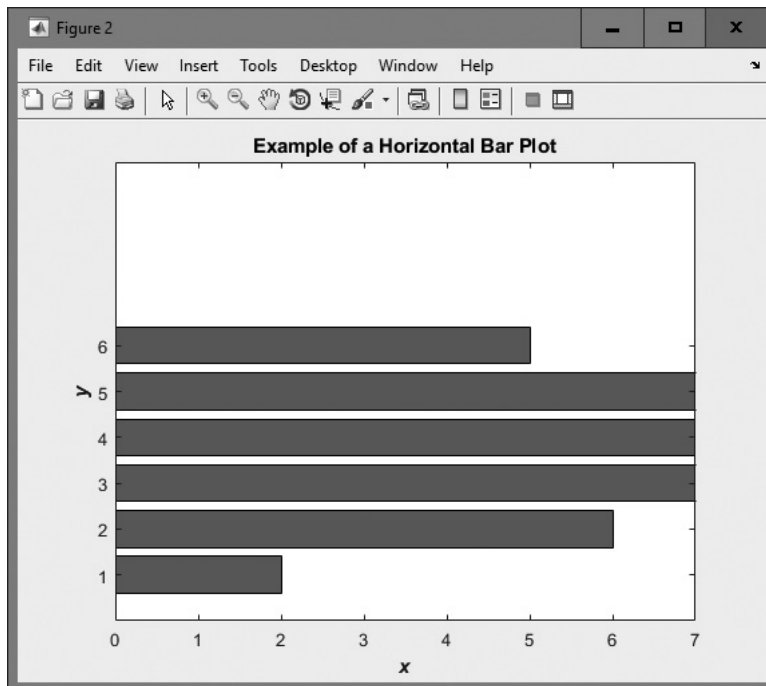 Figure 2
File Edit View Insert Tools Desktop Window Help
Example of a Horizontal Bar Plot
6
y
5
4
3
2
1
0 1 2 3 4 5 6 7
x